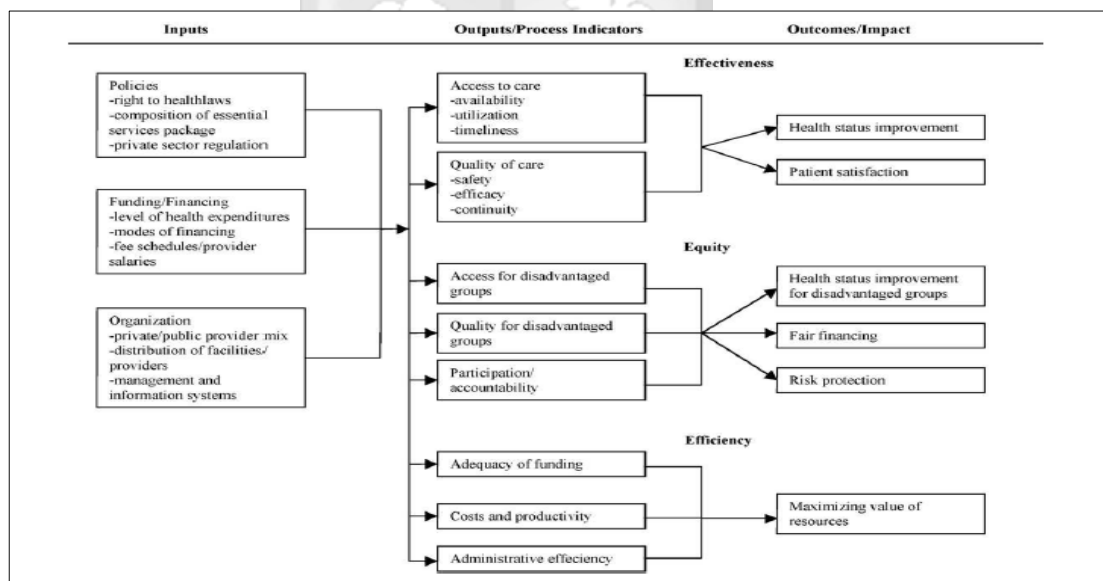 Inputs
Outputs/Process Indicators
Outcomes/Impact
Policies
-right to healthlaws
-composition of essential
services package
-private sector regulation
Funding/Financing
-level of health expenditures
-modes of financing
-fee schedules/provider
salaries
Organization
-private/public provider mix
-distribution of facilities/
providers
-management and
information systems
Effectiveness
Access to care
-availability
-utilization
-timeliness
Quality of care
-safety
-efficacy
-continuity
Health status improvement
Patient satisfaction
Equity
Access for disadvantaged
groups
Quality for disadvantaged
groups
Participation/
accountability
Health status improvement
for disadvantaged groups
Fair financing
Risk protection
Efficiency
Adequacy of funding
Costs and productivity
Administrative effeciency
Maximizing value of
resources